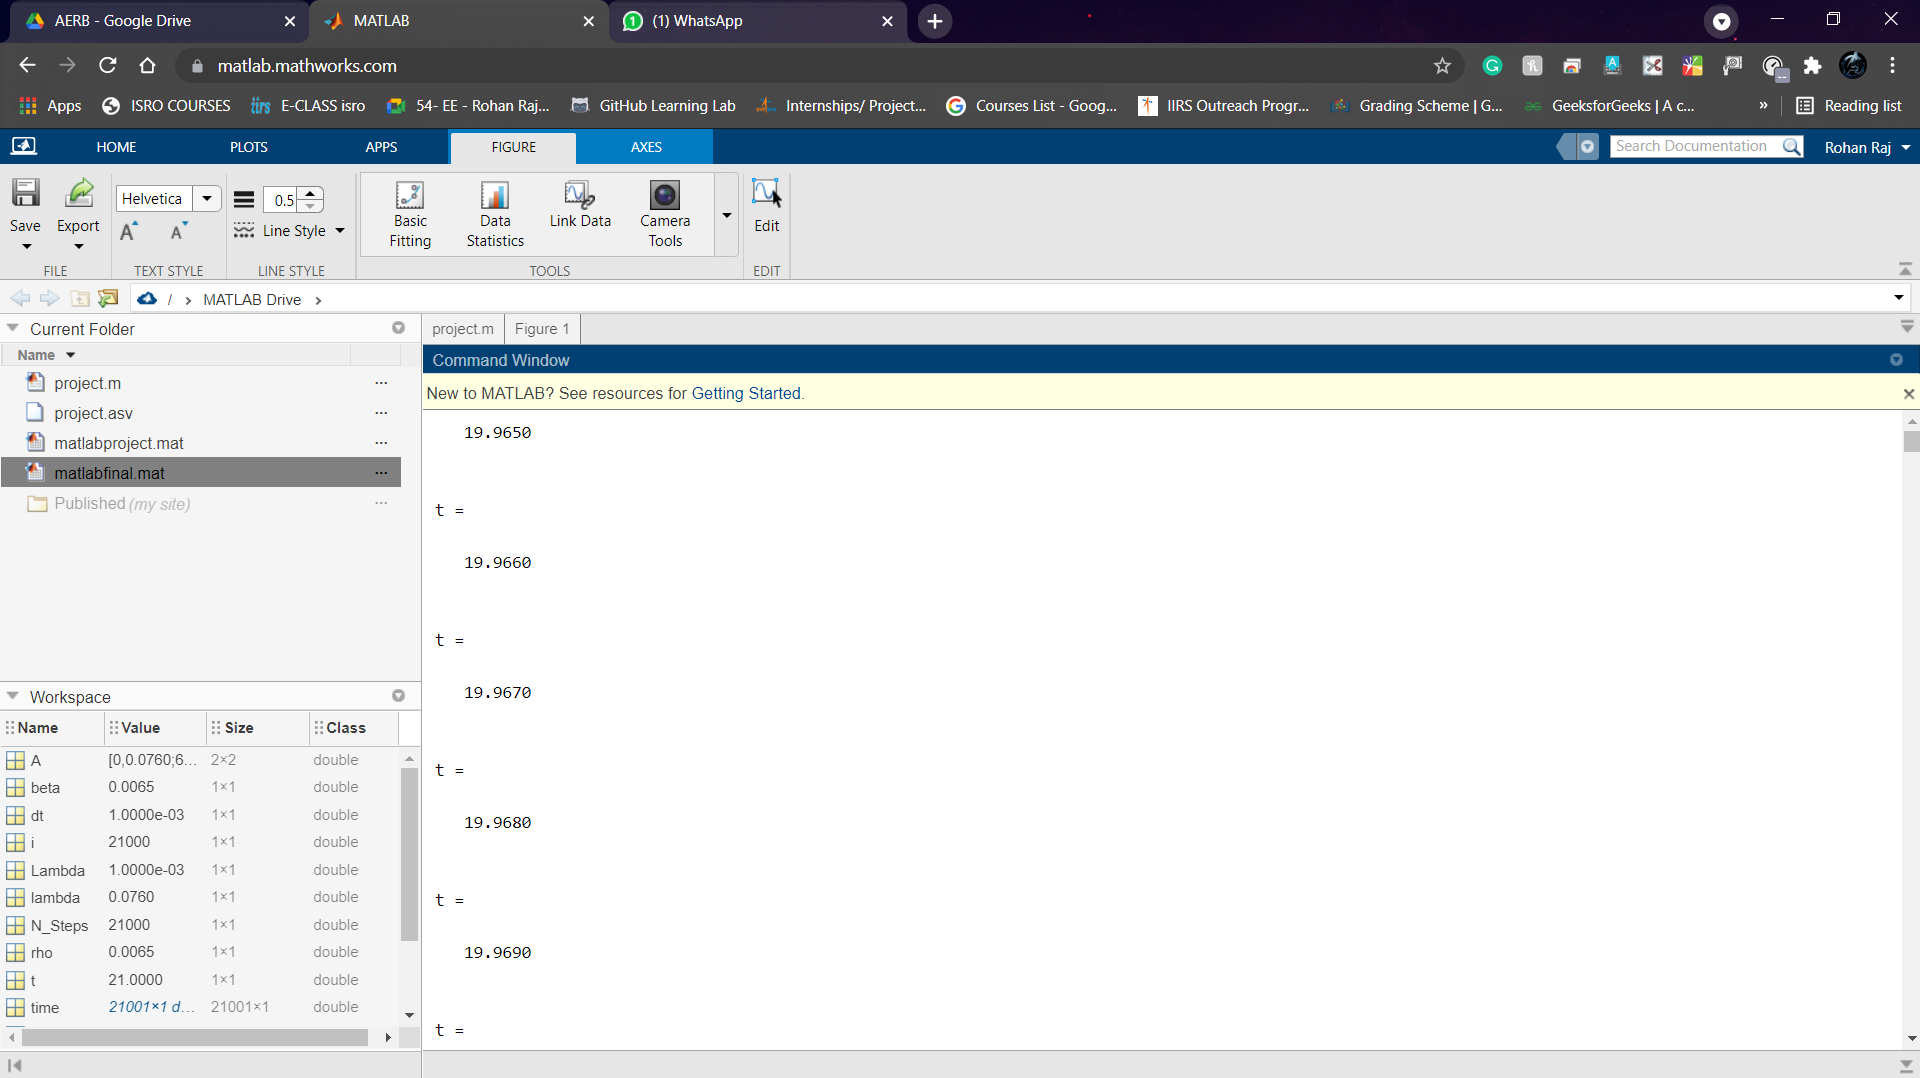 AERB - Google Drive
MATLAB
(1) WhatsApp
matlab.mathworks.com
Apps
ISRO COURSES
iirs E-CLASS isro
54- EE - Rohan Raj...
GitHub Learning Lab
Internships/ Project...
Courses List - Goog...
IIRS Outreach Progr...
Grading Scheme | G...
GeeksforGeeks | A c...
»
Reading list
HOME
PLOTS
APPS
FIGURE
AXES
Search Documentation
Rohan Raj
Save
Export
Helvetica
0.5
Line Style
Basic
Fitting
Data
Statistics
Link Data
Camera
Tools
Edit
FILE
TEXT STYLE
LINE STYLE
TOOLS
EDIT
/ > MATLAB Drive >
Current Folder
Name
project.m
project.asv
matlabproject.mat
matlabfinal.mat
Published (my site)
Workspace
Name Value Size Class
A [0,0.0760;6... 2×2 double
beta 0.0065 1×1 double
dt 1.0000e-03 1×1 double
i 21000 1×1 double
Lambda 1.0000e-03 1×1 double
lambda 0.0760 1×1 double
N_Steps 21000 1×1 double
rho 0.0065 1×1 double
t 21.0000 1×1 double
time 21001×1 d... 21001×1 double
project.m
Figure 1
Command Window
New to MATLAB? See resources for Getting Started.
19.9650
t =
19.9660
t =
19.9670
t =
19.9680
t =
19.9690
t =